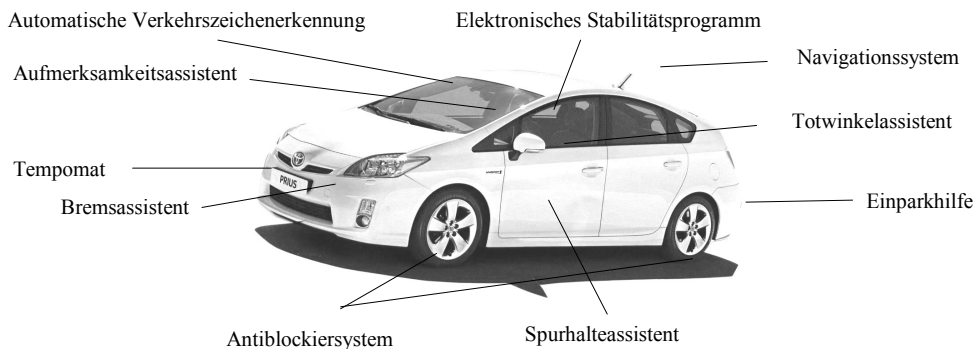 Automatische Verkehrszeichenerkennung
Elektronisches Stabilitätsprogramm
Aufmerksamkeitsassistent
Navigationssystem
Totwinkelassistent
Tempomat
PRIUS
Bremsassistent
Einparkhilfe
Antiblockiersystem
Spurhalteassistent